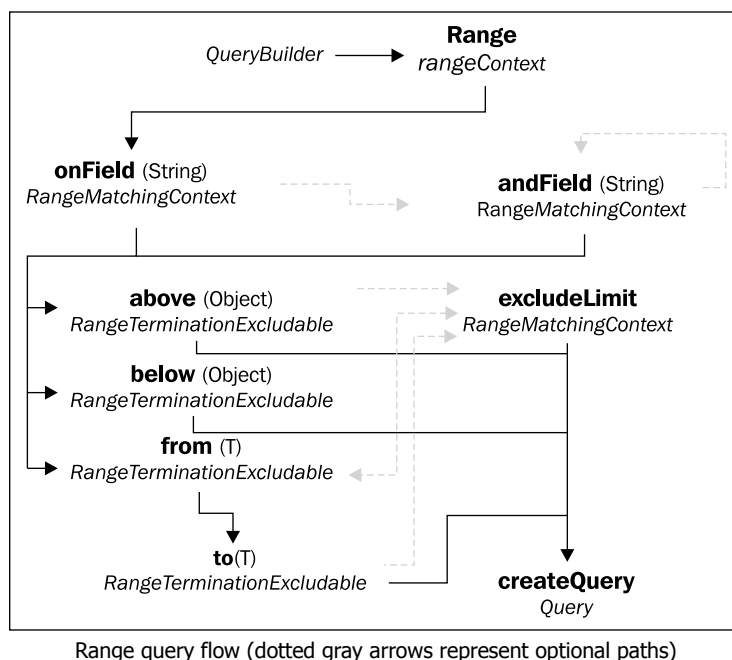 QueryBuilder
Range
rangeContext
onField (String)
RangeMatchingContext
andField (String)
RangeMatchingContext
above (Object)
RangeTerminationExcludable
excludeLimit
RangeMatchingContext
below (Object)
RangeTerminationExcludable
from (T)
RangeTerminationExcludable
to(T)
RangeTerminationExcludable
createQuery
Query
Range query flow (dotted gray arrows represent optional paths)